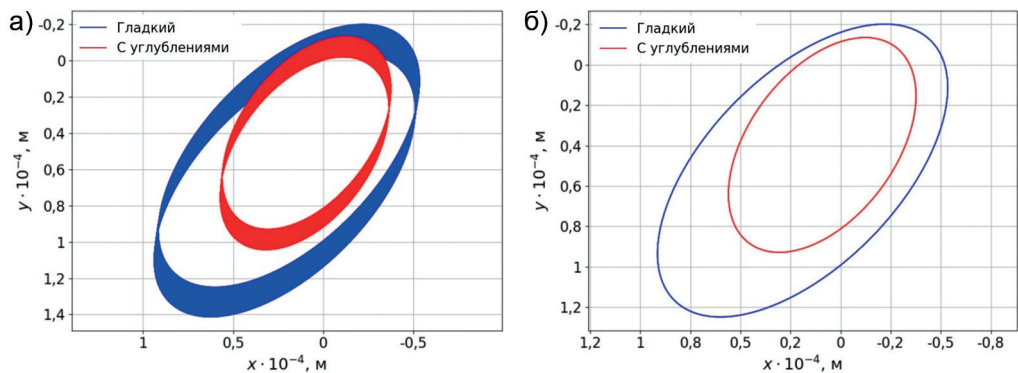 а)
Гладкий
С углублениями
-0,2
0
0,2
0,4
0,6
0,8
1
1,2
1,4
y · 10⁻⁴, м
1 0,5 0 -0,5
x · 10⁻⁴, м
б)
Гладкий
С углублениями
-0,2
0
0,2
0,4
0,6
0,8
1
1,2
y · 10⁻⁴, м
1,2 1 0,8 0,5 0,2 0 -0,2 -0,5 -0,8
x · 10⁻⁴, м